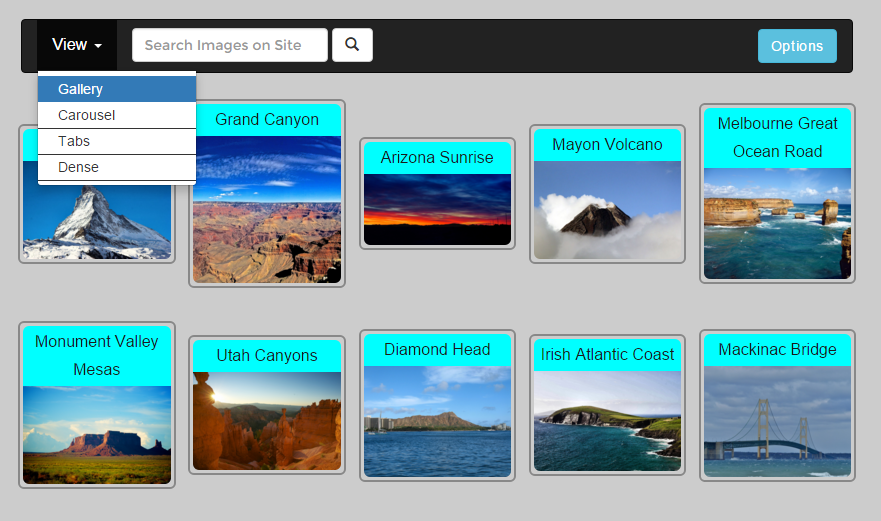 View
Search Images on Site
Options
Gallery
Carousel
Tabs
Dense
Grand Canyon
Arizona Sunrise
Mayon Volcano
Melbourne Great
Ocean Road
Monument Valley
Mesas
Utah Canyons
Diamond Head
Irish Atlantic Coast
Mackinac Bridge